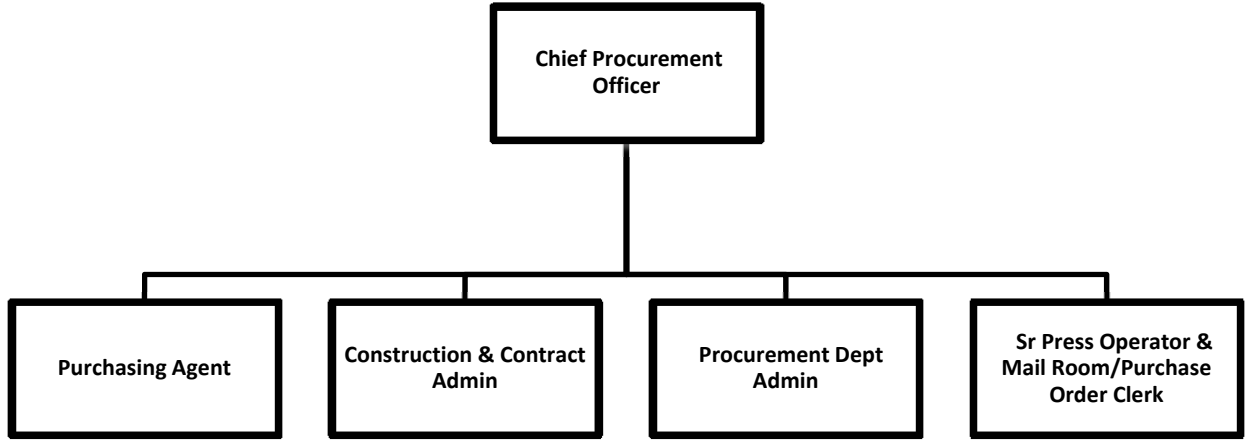 Chief Procurement
Officer
Purchasing Agent
Construction & Contract
Admin
Procurement Dept
Admin
Sr Press Operator &
Mail Room/Purchase
Order Clerk